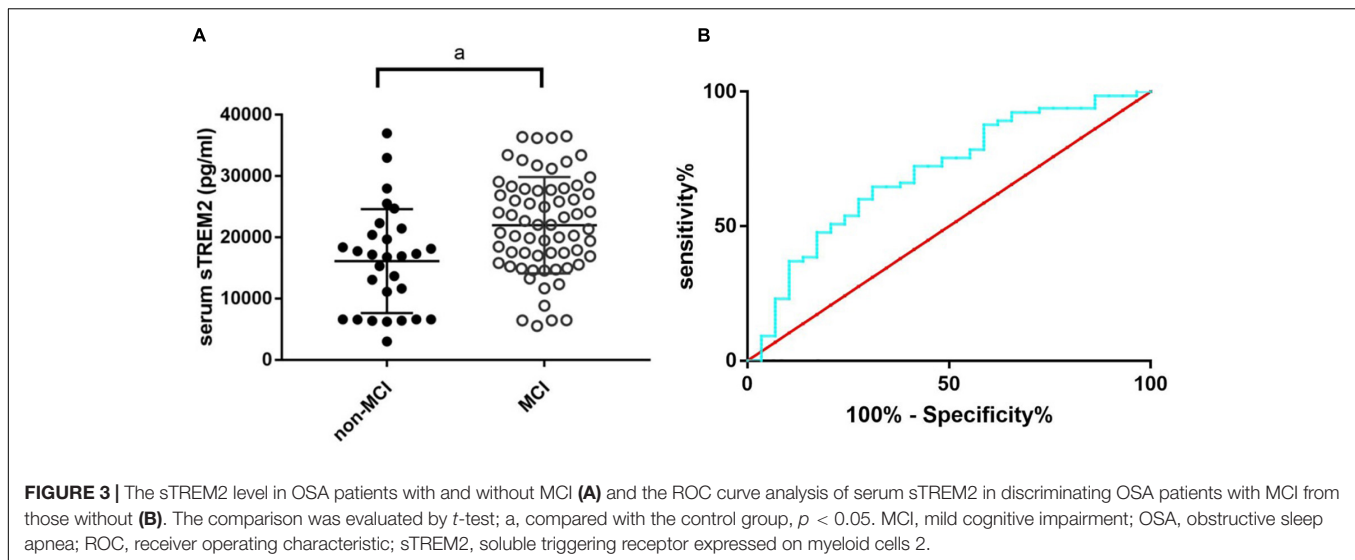 A
a
serum sTREM2 (pg/ml)
40000
30000
20000
10000
0
non-MCI
MCI
B
sensitivity%
100
50
0
0
50
100
100% - Specificity%
FIGURE 3 | The sTREM2 level in OSA patients with and without MCI (A) and the ROC curve analysis of serum sTREM2 in discriminating OSA patients with MCI from
those without (B). The comparison was evaluated by t-test; a, compared with the control group, p < 0.05. MCI, mild cognitive impairment; OSA, obstructive sleep
apnea; ROC, receiver operating characteristic; sTREM2, soluble triggering receptor expressed on myeloid cells 2.